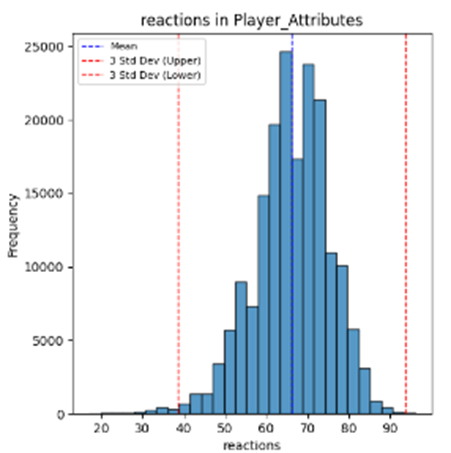 reactions in Player_Attributes
Mean
3 Std Dev (Upper)
3 Std Dev (Lower)
25000
20000
15000
10000
5000
0
Frequency
20 30 40 50 60 70 80 90
reactions